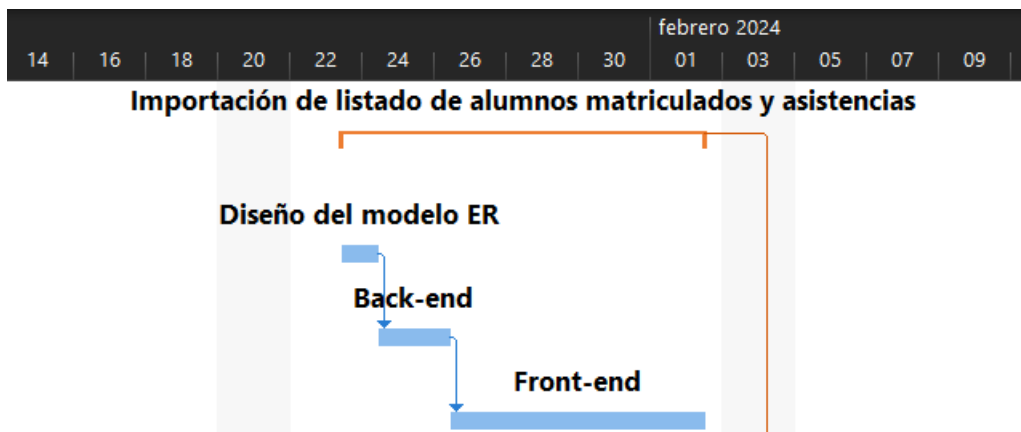 febrero 2024
14 16 18 20 22 24 26 28 30 01 03 05 07 09
Importación de listado de alumnos matriculados y asistencias
Diseño del modelo ER
Back-end
Front-end